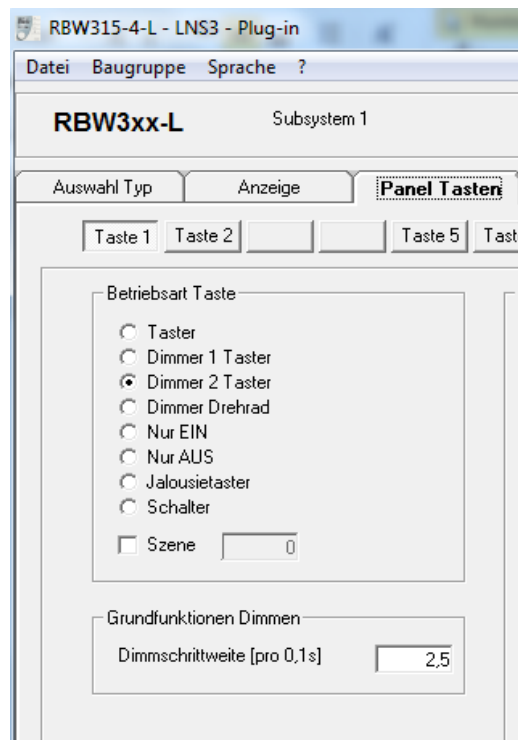 RBW315-4-L - LNS3 - Plug-in
Datei Baugruppe Sprache ?
RBW3xx-L Subsystem 1
Auswahl Typ Anzeige Panel Tasten
Taste 1 Taste 2 Taste 5 Tast
Betriebsart Taste
Taster
Dimmer 1 Taster
Dimmer 2 Taster
Dimmer Drehrad
Nur EIN
Nur AUS
Jalousietaster
Schalter
Szene 0
Grundfunktionen Dimmen
Dimmschrittweite [pro 0,1s] 2,5